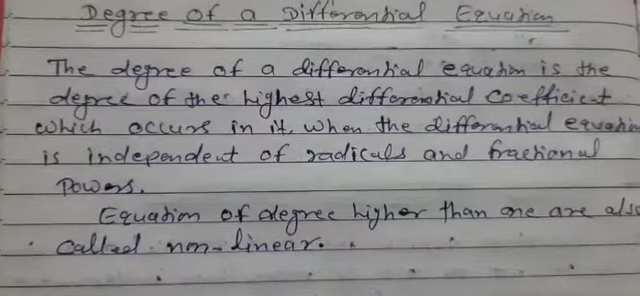 Degree of a Differential Equation
The degree of a differential equation is the
degree of the highest differential coefficient
which occurs in it, when the differential equation
is independent of radicals and fractional
powers.
Equation of degree higher than one are also
called non-linear.